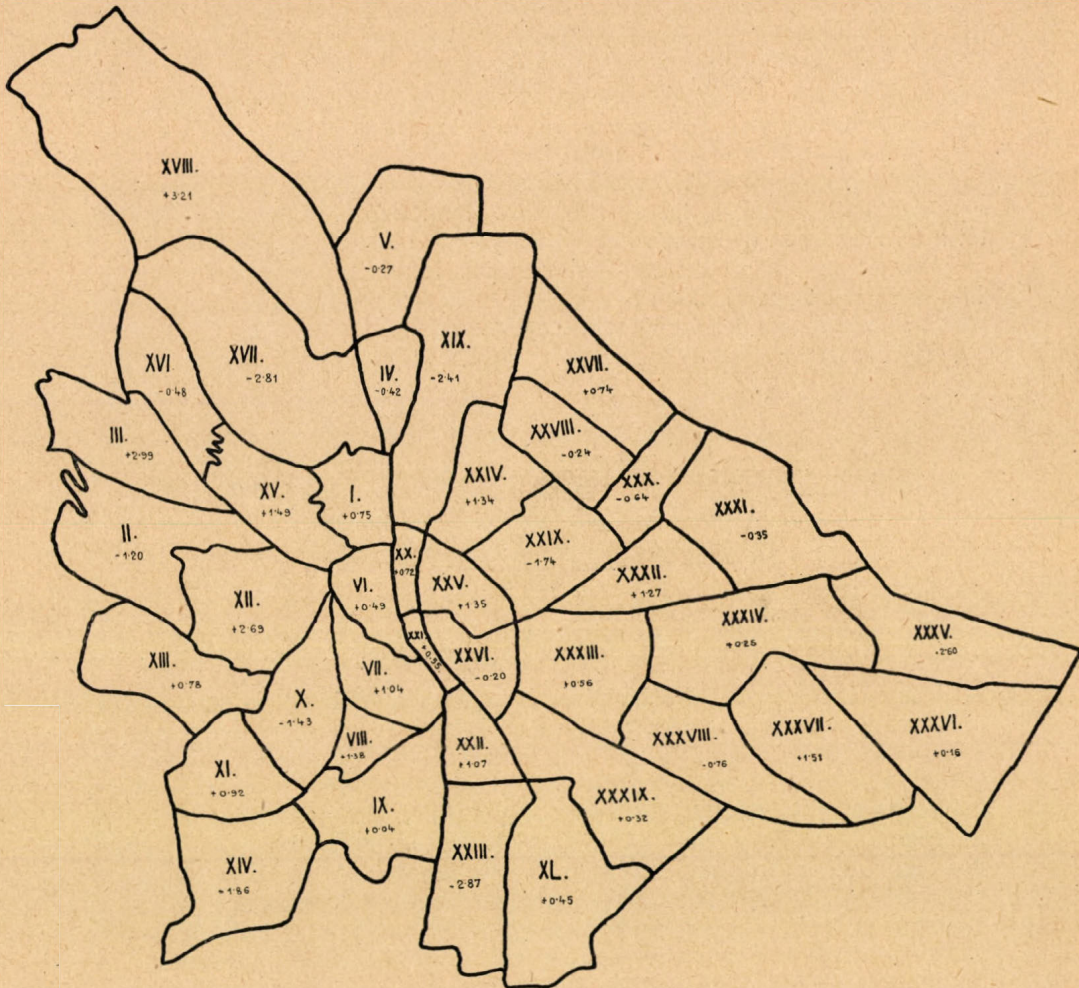 XVIII.
+3·21
V.
-0·27
XIX.
-2·41
XVII.
-2·81
XVI
-0·48
IV.
-0·42
XXVII.
+0·74
III.
+2·99
XXVIII.
-0·24
XXIV.
+1·34
XXX.
-0·64
XV.
+1·49
I.
+0·75
XXXI.
-0·35
II.
-1·20
XXIX.
-1·74
XX.
+0·72
XXXII.
+1·27
VI.
+0·49
XXV.
+1·35
XII.
+2·69
XXXIV.
XXXV.
-2·60
XXI.
+0·35
XIII.
+0·78
VII.
+1·04
XXVI.
-0·20
XXXIII.
+0·56
X.
-1·43
VIII.
+1·38
XXII.
+1·07
XXXVIII.
-0·76
XXXVII.
+1·51
XXXVI.
+0·16
XI.
+0·92
IX.
+0·04
XXXIX.
+0·32
XIV.
XXIII.
-2·87
XL.
+0·45